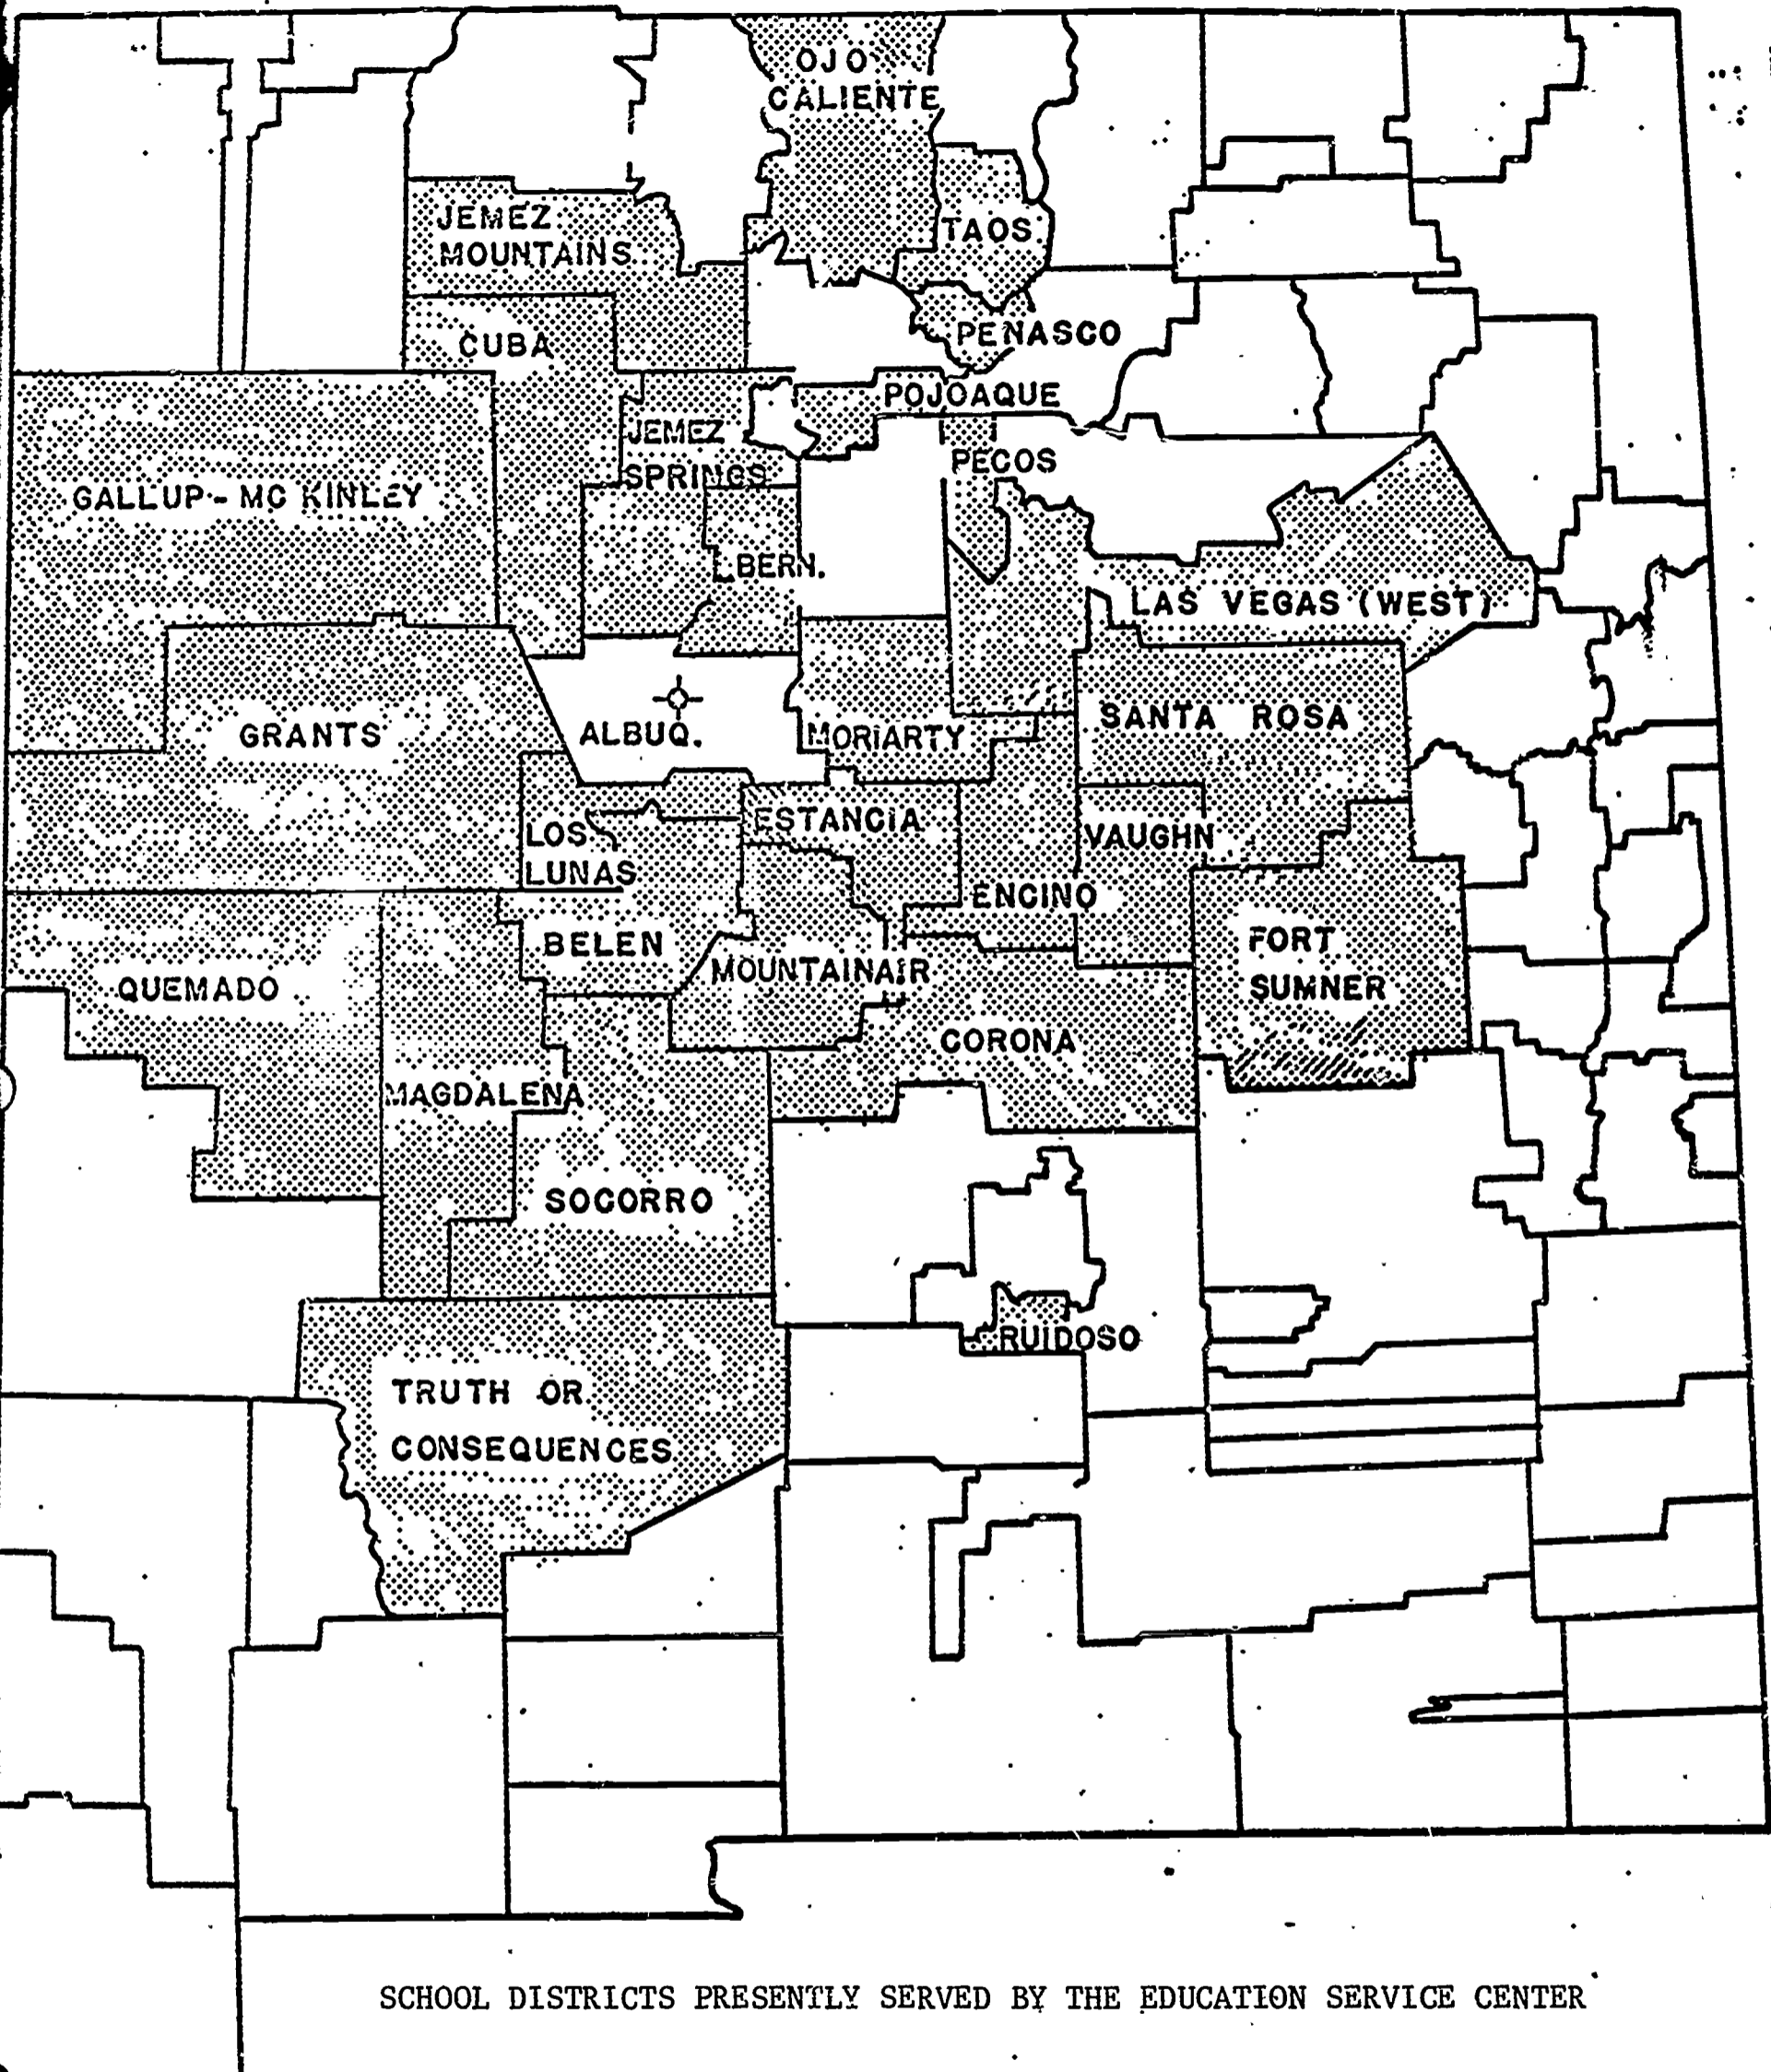 OJO
CALIENTE
JEMEZ
MOUNTAINS
TAOS
PENASCO
CUBA
POJOAQUE
JEMEZ
SPRINGS
PECOS
GALLUP - MC KINLEY
BERN.
LAS VEGAS (WEST)
GRANTS
ALBUQ.
MORIARTY
SANTA ROSA
LOS
LUNAS
ESTANCIA
VAUGHN
ENCINO
BELEN
MOUNTAINAIR
FORT
SUMNER
QUEMADO
CORONA
MAGDALENA
SOCORRO
RUIDOSO
TRUTH OR
CONSEQUENCES
SCHOOL DISTRICTS PRESENTLY SERVED BY THE EDUCATION SERVICE CENTER